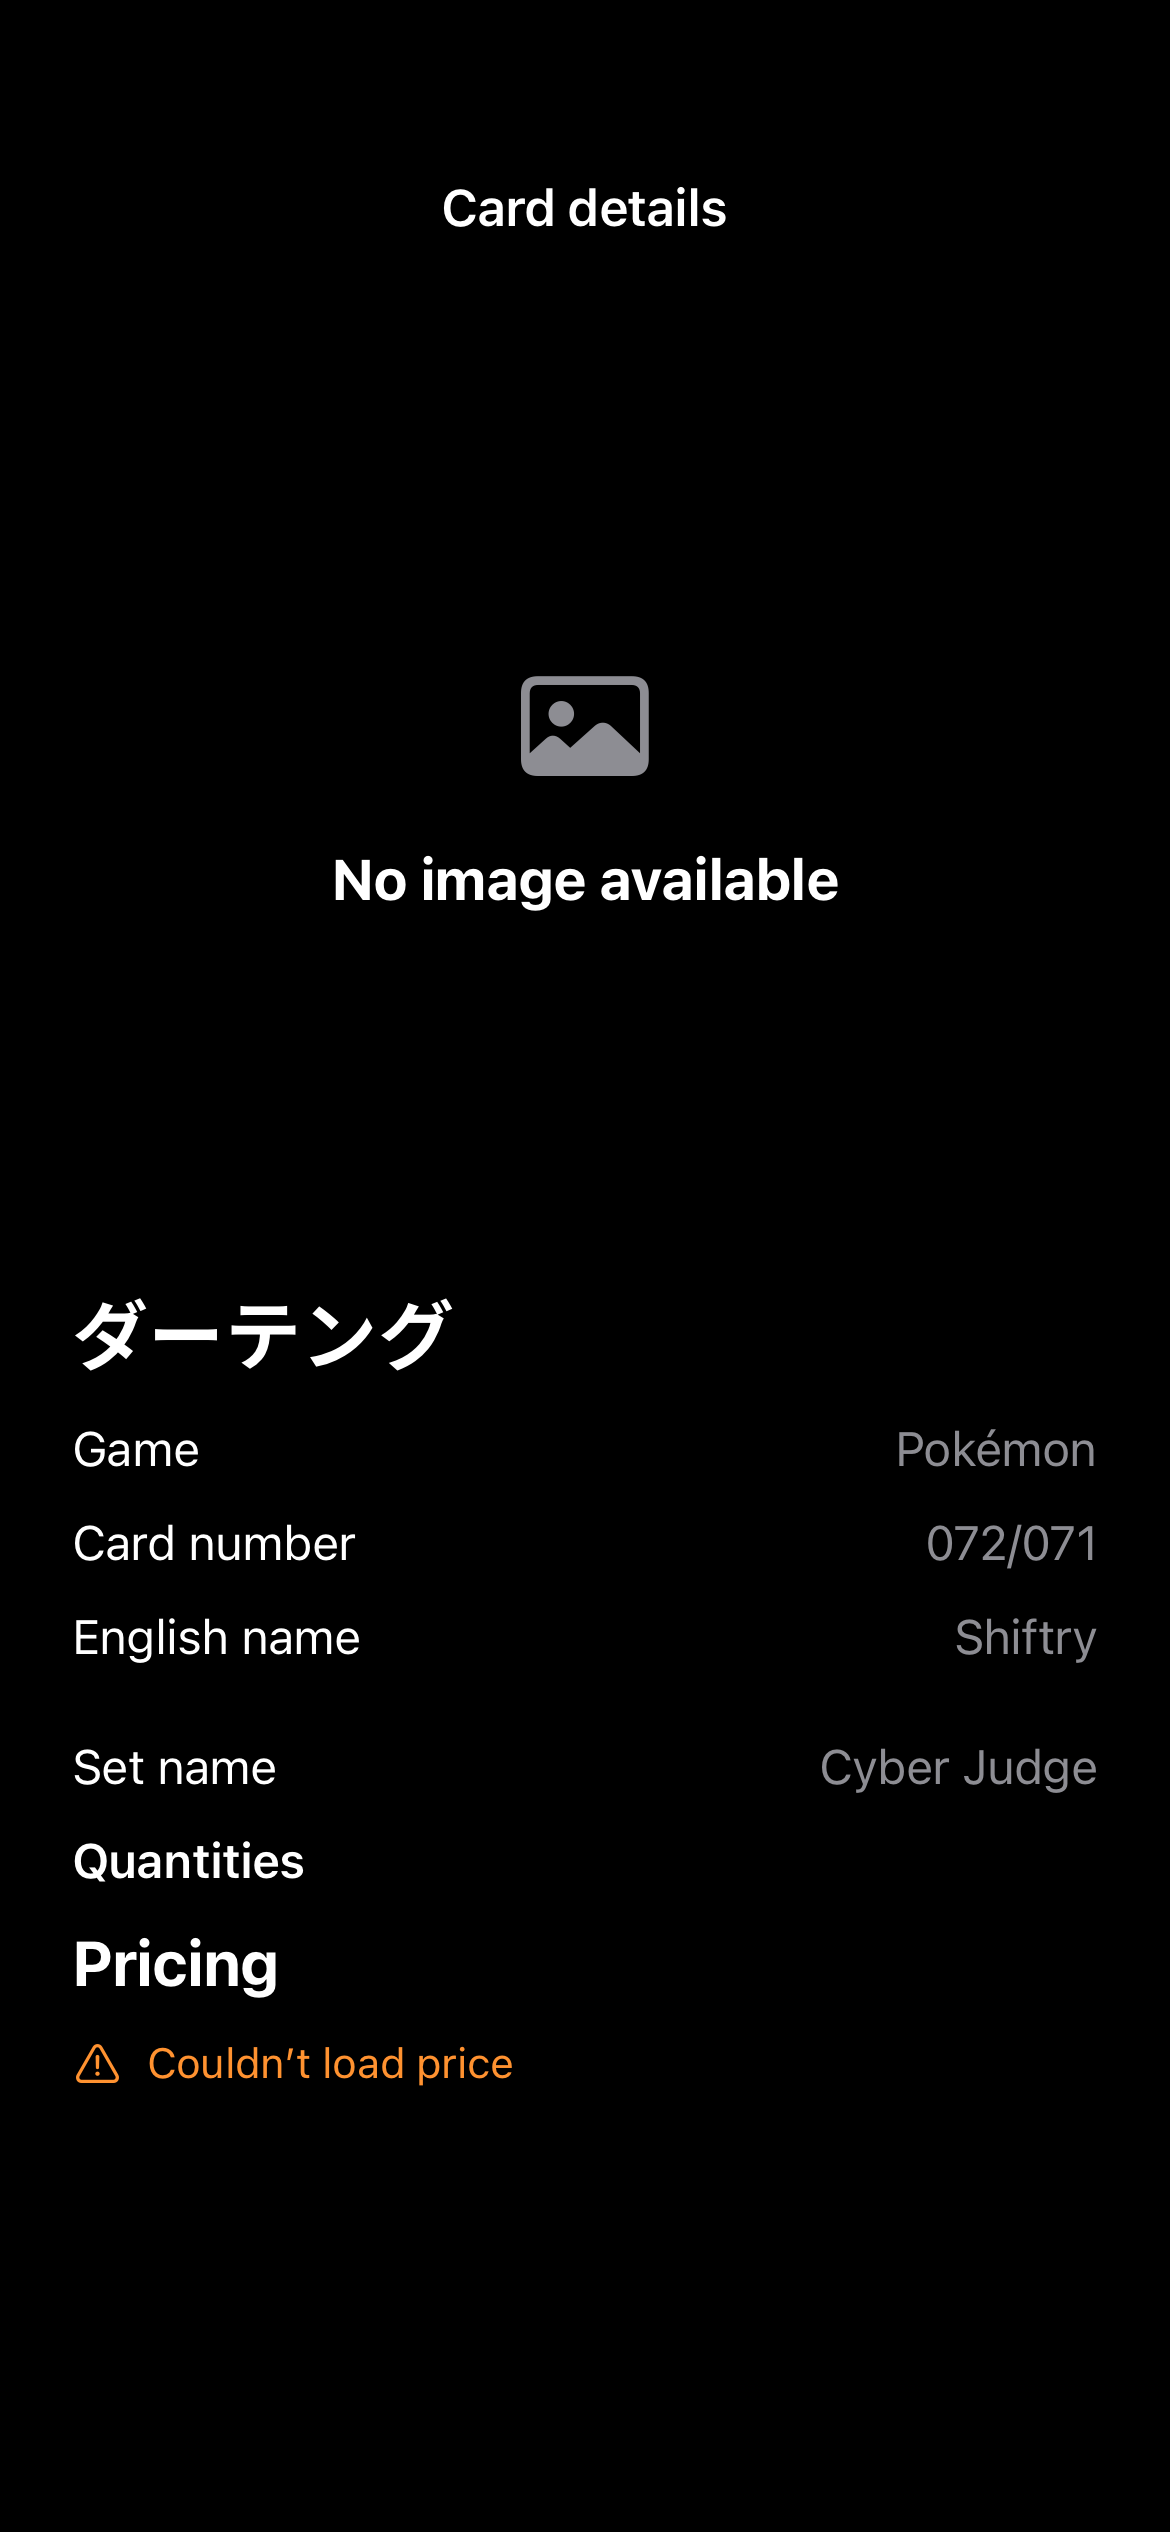 Card details
No image available
ダーテング
Game Pokémon
Card number 072/071
English name Shiftry
Set name Cyber Judge
Quantities
Pricing
Couldn’t load price